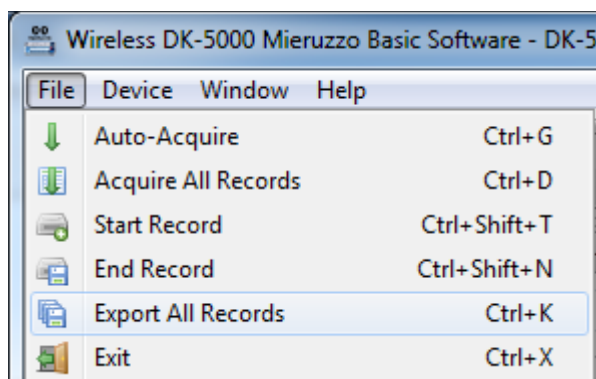 Wireless DK-5000 Mieruzzo Basic Software - DK-5
File Device Window Help
Auto-Acquire Ctrl+G
Acquire All Records Ctrl+D
Start Record Ctrl+Shift+T
End Record Ctrl+Shift+N
Export All Records Ctrl+K
Exit Ctrl+X